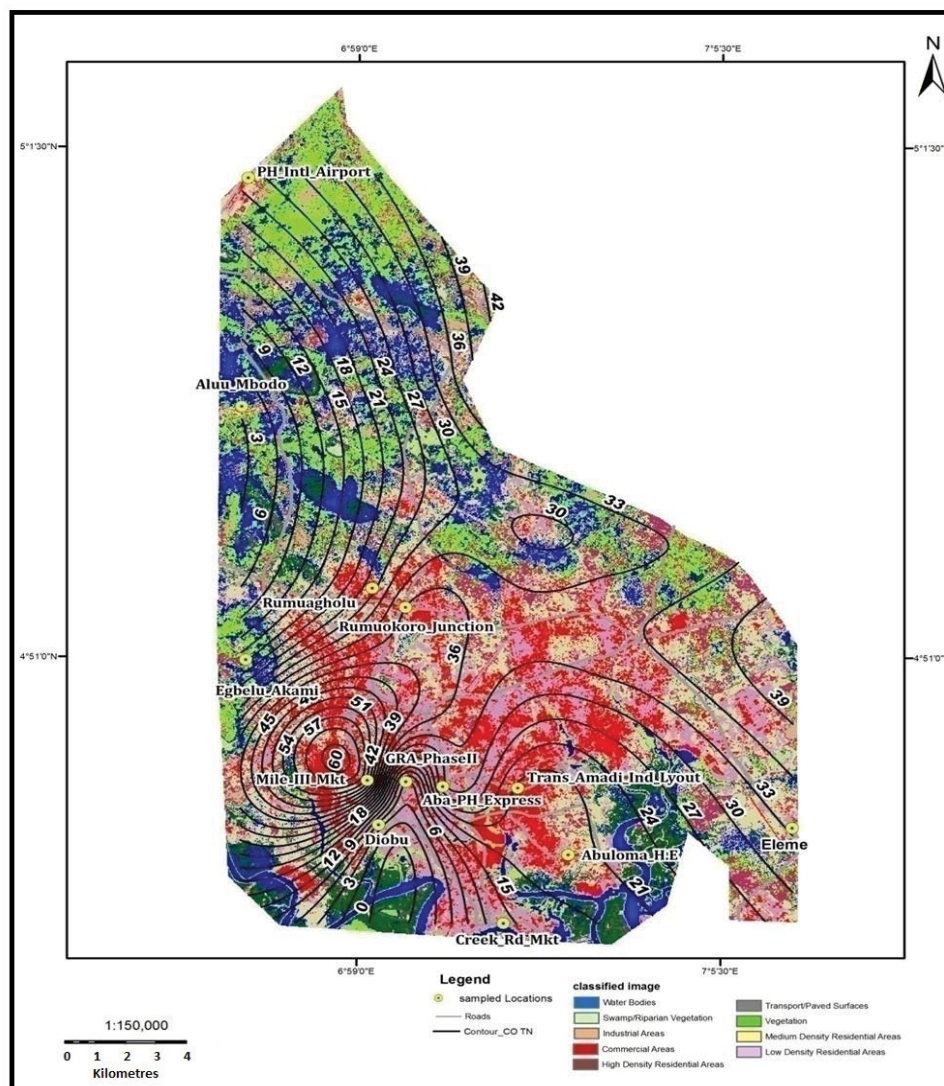 N
6°59'0"E
7°5'30"E
5°1'30"N
5°1'30"N
PH_Intl_Airport
39
42
36
9
12
18
24
15
21
27
30
Aluu_Mbodo
3
6
33
30
Rumuagholu
Rumuokoro_Junction
4°51'0"N
4°51'0"N
36
Egbelu_Akami
45
51
39
39
57
54
60
42
GRA_PhaseII
Mile_III_Mkt
Trans_Amadi_Ind_Lyout
Aba_PH_Express
33
30
27
24
18
6
Diobu
Eleme
9
12
Abuloma_H.E
3
15
21
0
Creek_Rd_Mkt
6°59'0"E
7°5'30"E
Legend
sampled Locations
Roads
Contour_CO TN
classified image
Water Bodies
Swamp/Riparian Vegetation
Industrial Areas
Commercial Areas
High Density Residential Areas
Transport/Paved Surfaces
Vegetation
Medium Density Residential Areas
Low Density Residential Areas
1:150,000
0 1 2 3 4
Kilometres